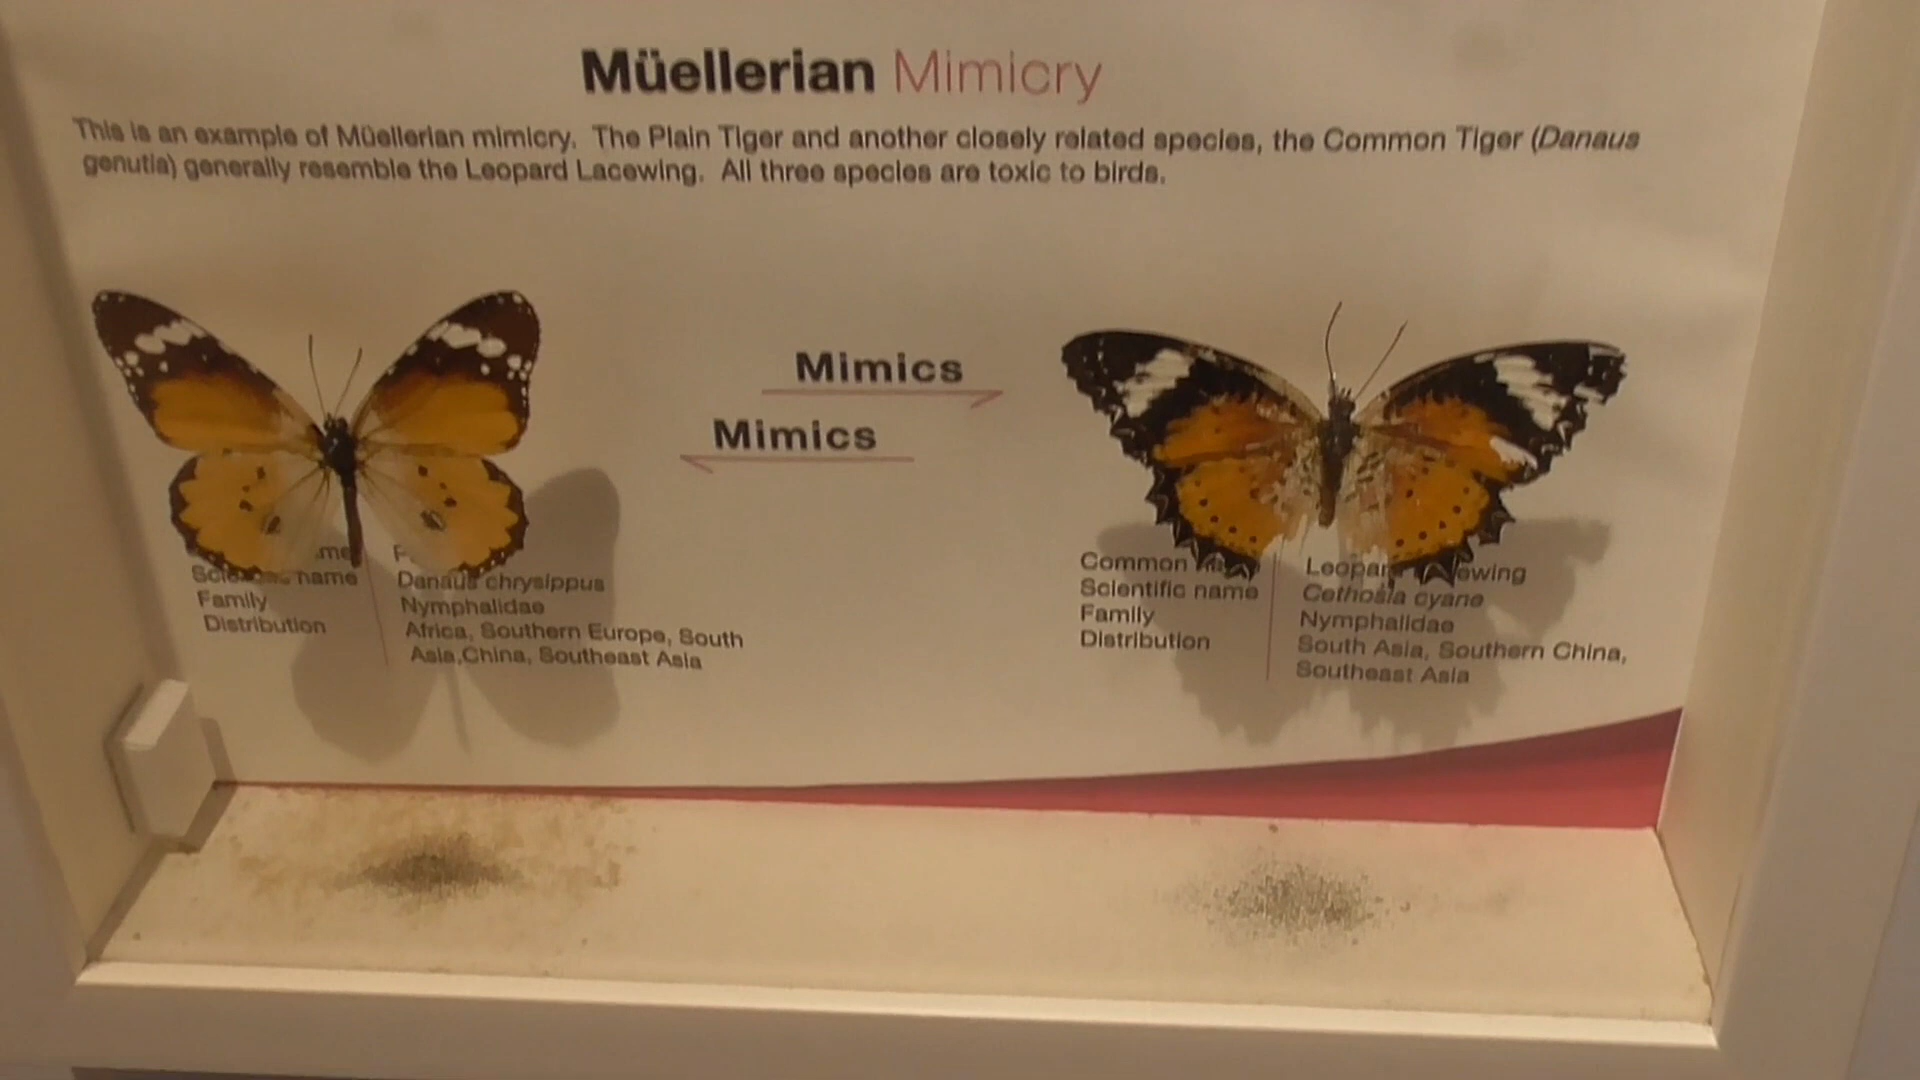 Müellerian Mimicry
This is an example of Müellerian mimicry. The Plain Tiger and another closely related species, the Common Tiger (Danaus
genutia) generally resemble the Leopard Lacewing. All three species are toxic to birds.
Mimics
Mimics
name
Danaus chrysippus
Family
Nymphalidae
Distribution
Africa, Southern Europe, South
Asia,China, Southeast Asia
Common
Scientific name
Cethosia cyane
Family
Nymphalidae
Distribution
South Asia, Southern China,
Southeast Asia